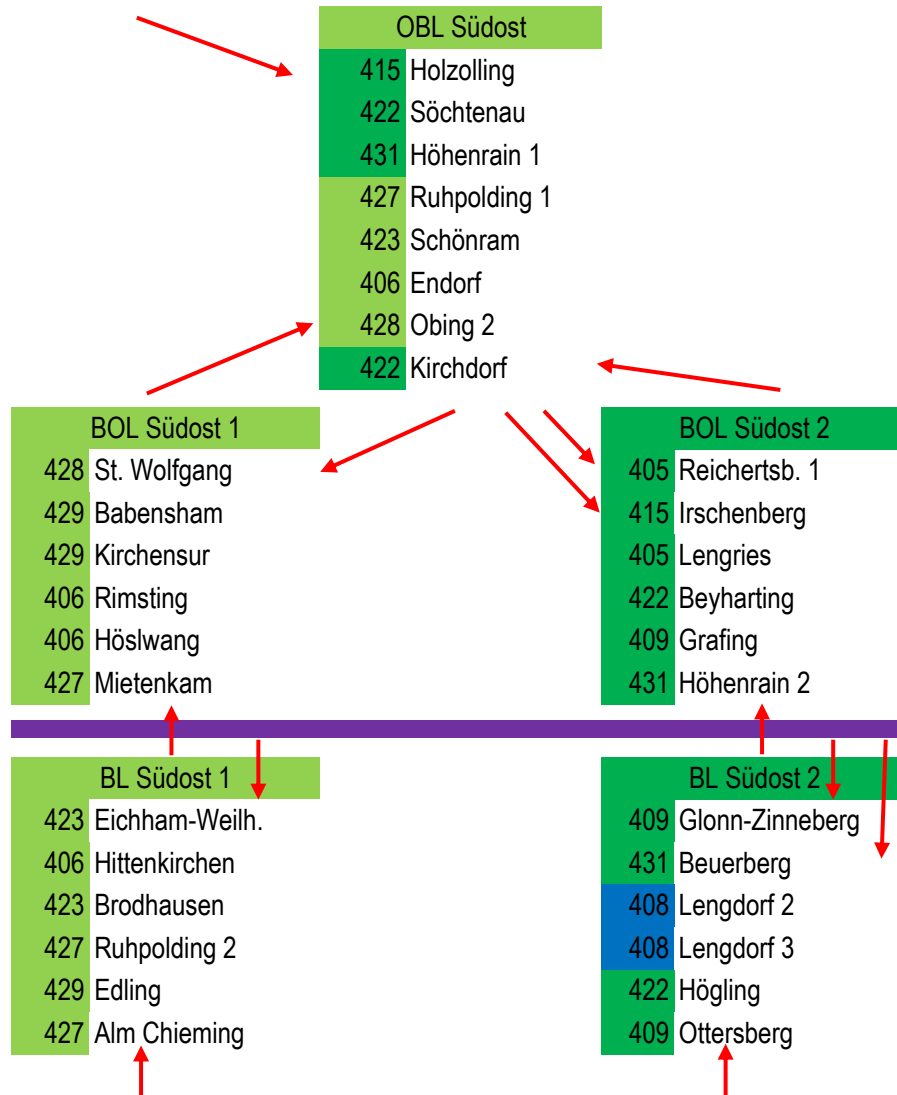 OBL Südost
415 Holzolling
422 Söchtenau
431 Höhenrain 1
427 Ruhpolding 1
423 Schönram
406 Endorf
428 Obing 2
422 Kirchdorf
BOL Südost 1
428 St. Wolfgang
429 Babensham
429 Kirchensur
406 Rimsting
406 Höslwang
427 Mietenkam
BOL Südost 2
405 Reichertsb. 1
415 Irschenberg
405 Lengries
422 Beyharting
409 Grafing
431 Höhenrain 2
BL Südost 1
423 Eichham-Weilh.
406 Hittenkirchen
423 Brodhausen
427 Ruhpolding 2
429 Edling
427 Alm Chieming
BL Südost 2
409 Glonn-Zinneberg
431 Beuerberg
408 Lengdorf 2
408 Lengdorf 3
422 Högling
409 Ottersberg